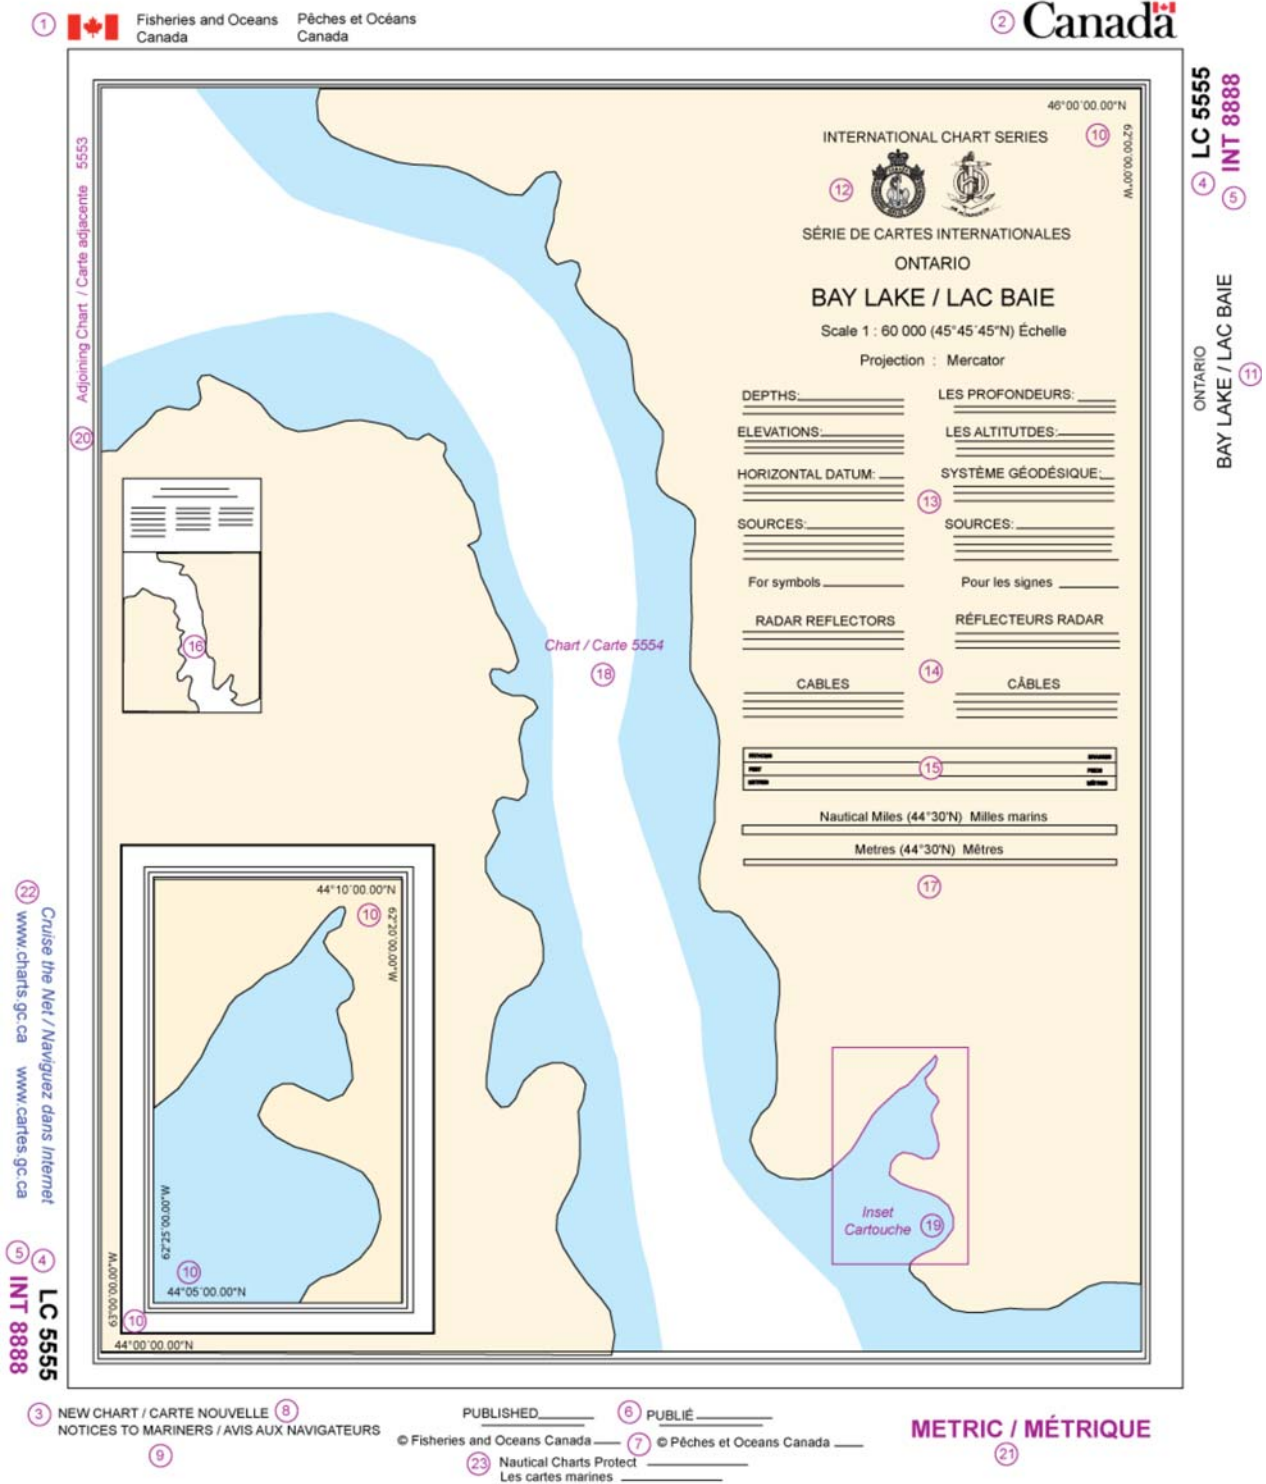 1 Fisheries and Oceans Pêches et Océans
Canada Canada
2 Canada
LC 5555
INT 8888
4
5
ONTARIO
BAY LAKE / LAC BAIE
11
Adjoining Chart / Carte adjacente 5553
20
46°00´00.00"N
10
62°00´00.00"W
INTERNATIONAL CHART SERIES
12
SÉRIE DE CARTES INTERNATIONALES
ONTARIO
BAY LAKE / LAC BAIE
Scale 1 : 60 000 (45°45´45"N) Échelle
Projection : Mercator
DEPTHS: LES PROFONDEURS:
ELEVATIONS: LES ALTITUTDES:
HORIZONTAL DATUM: SYSTÈME GÉODÉSIQUE:
13
SOURCES: SOURCES:
For symbols Pour les signes
RADAR REFLECTORS RÉFLECTEURS RADAR
14
CABLES CÂBLES
15
Nautical Miles (44°30'N) Milles marins
Metres (44°30'N) Mêtres
17
16
Chart / Carte 5554
18
44°10´00.00"N
10
62°20´00.00"W
62°25´00.00"W
10
44°05´00.00"N
63°00´00.00"W
10
44°00´00.00"N
Inset
Cartouche 19
22
Cruise the Net / Naviguez dans Internet
www.charts.gc.ca www.cartes.gc.ca
5 4
LC 5555
INT 8888
3 NEW CHART / CARTE NOUVELLE 8
NOTICES TO MARINERS / AVIS AUX NAVIGATEURS
9
PUBLISHED 6 PUBLIÉ
© Fisheries and Oceans Canada 7 © Pêches et Oceans Canada
23 Nautical Charts Protect
Les cartes marines
METRIC / MÉTRIQUE
21